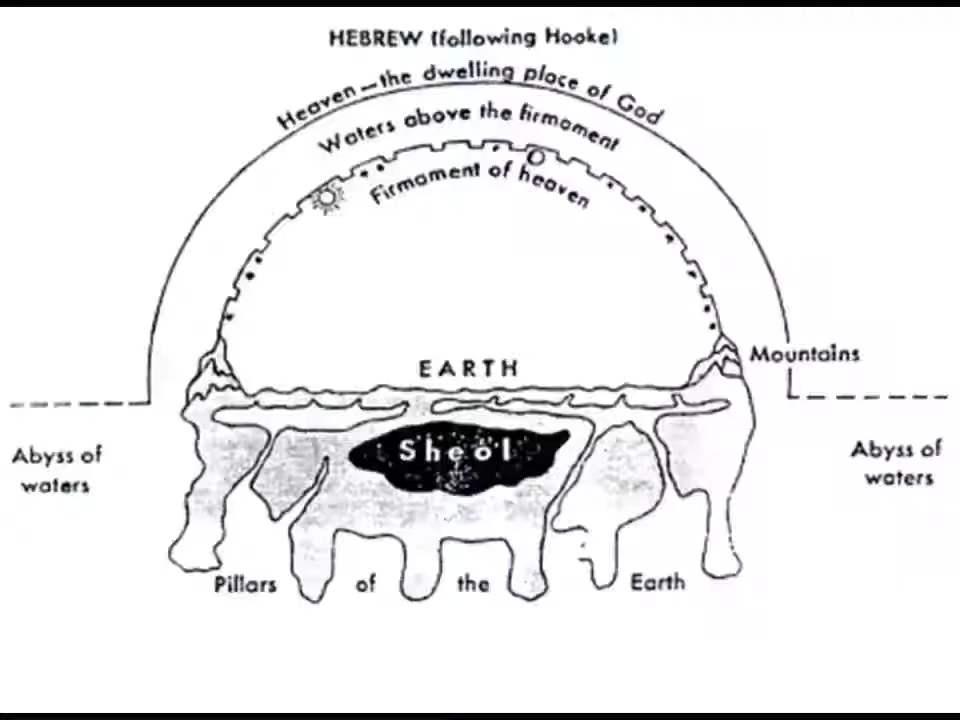 HEBREW (following Hooke)
Heaven—the dwelling place of God
Waters above the firmament
Firmament of heaven
EARTH
Mountains
Sheol
Abyss of
waters
Abyss of
waters
Pillars of the Earth